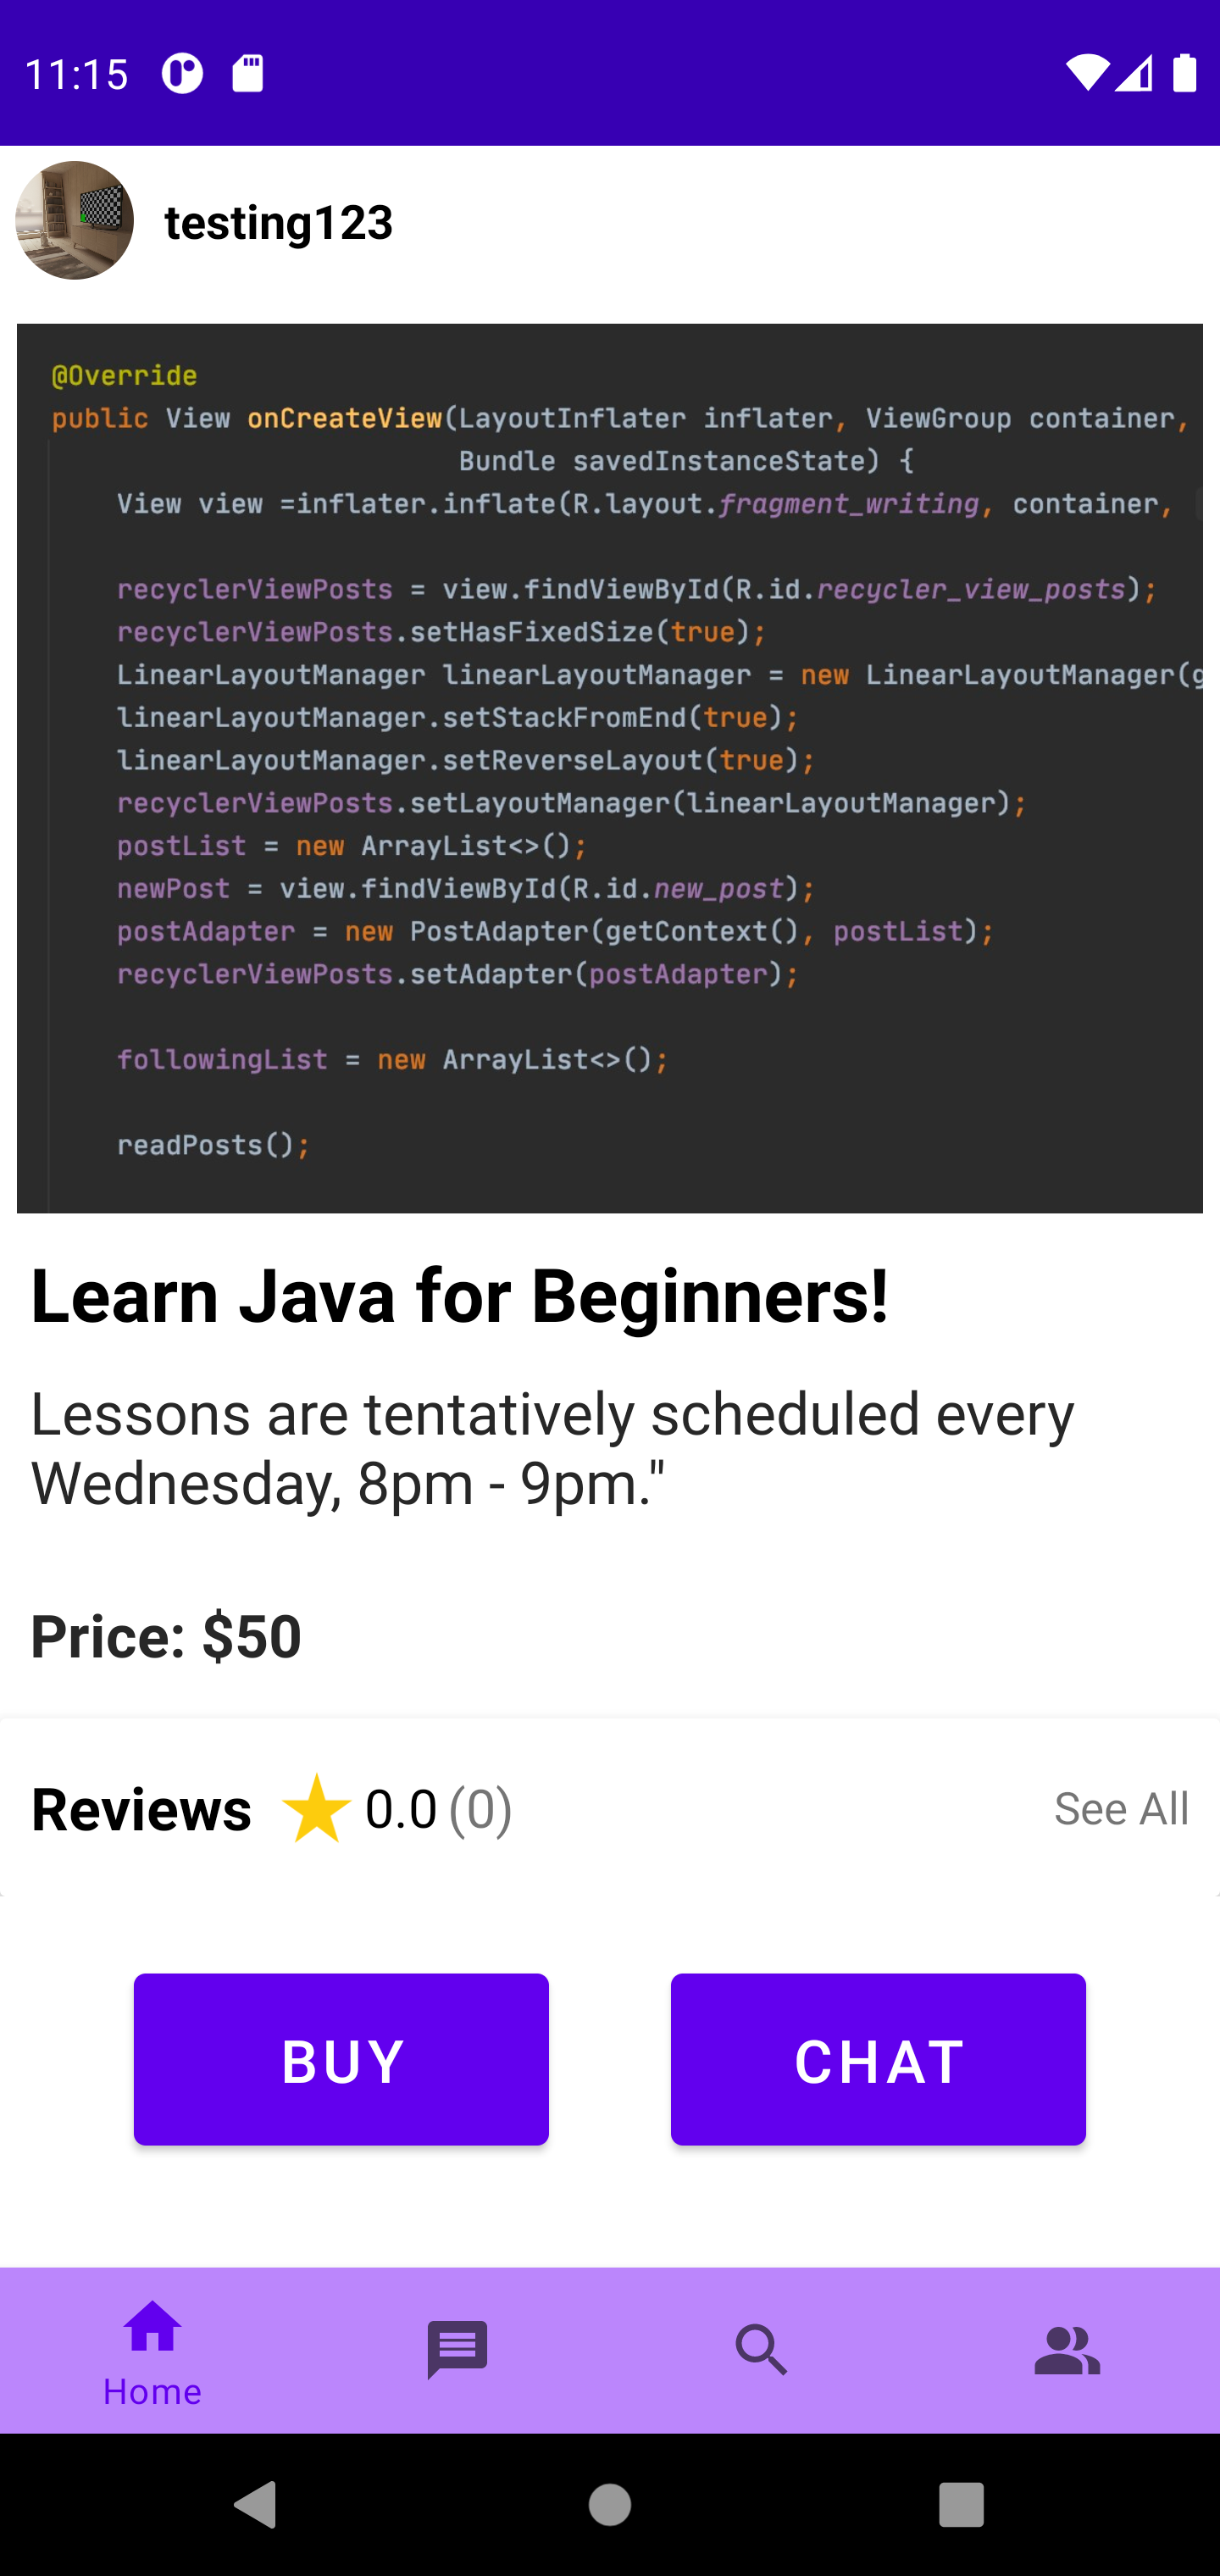 11:15
testing123
@Override
public View onCreateView(LayoutInflater inflater, ViewGroup container,
Bundle savedInstanceState) {
View view =inflater.inflate(R.layout.fragment_writing, container,
recyclerViewPosts = view.findViewById(R.id.recycler_view_posts);
recyclerViewPosts.setHasFixedSize(true);
LinearLayoutManager linearLayoutManager = new LinearLayoutManager(g
linearLayoutManager.setStackFromEnd(true);
linearLayoutManager.setReverseLayout(true);
recyclerViewPosts.setLayoutManager(linearLayoutManager);
postList = new ArrayList<>();
newPost = view.findViewById(R.id.new_post);
postAdapter = new PostAdapter(getContext(), postList);
recyclerViewPosts.setAdapter(postAdapter);
followingList = new ArrayList<>();
readPosts();
Learn Java for Beginners!
Lessons are tentatively scheduled every
Wednesday, 8pm - 9pm."
Price: $50
Reviews 0.0 (0) See All
BUY CHAT
Home